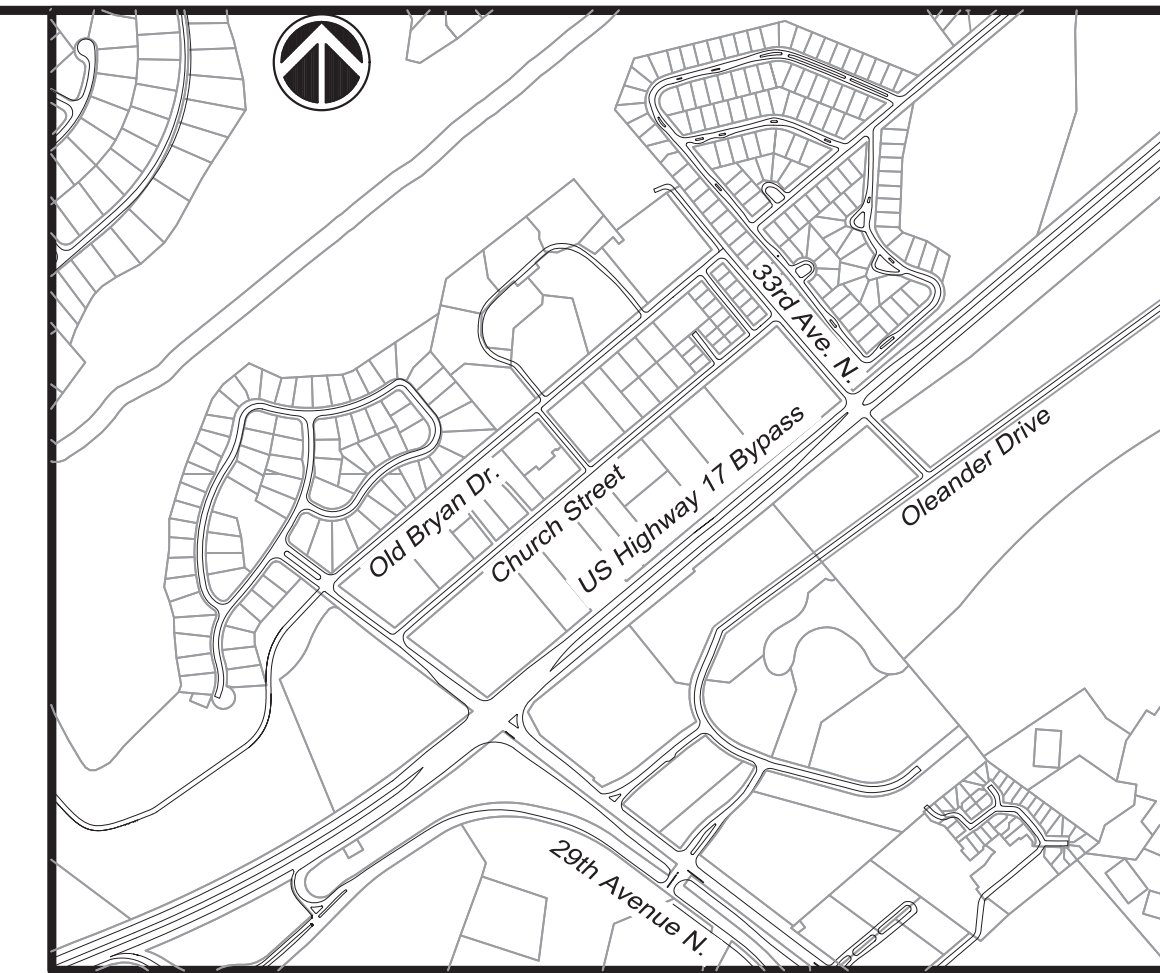 33rd Ave. N.
Old Bryan Dr.
Church Street
US Highway 17 Bypass
Oleander Drive
29th Avenue N.